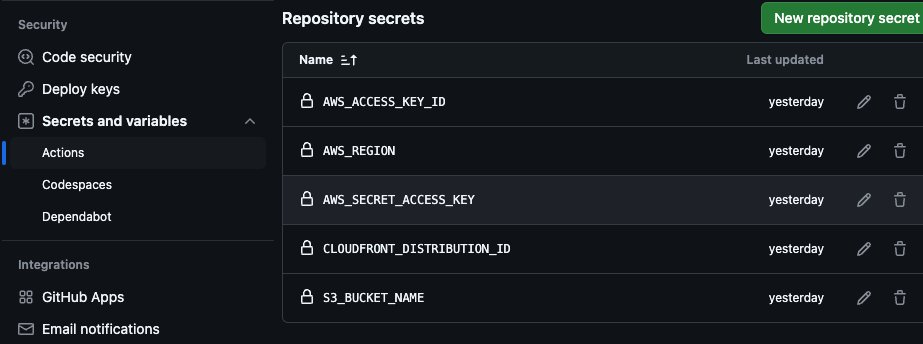 Security
Code security
Deploy keys
Secrets and variables
Actions
Codespaces
Dependabot
Integrations
GitHub Apps
Email notifications
Repository secrets
New repository secret
Name Last updated
AWS_ACCESS_KEY_ID yesterday
AWS_REGION yesterday
AWS_SECRET_ACCESS_KEY yesterday
CLOUDFRONT_DISTRIBUTION_ID yesterday
S3_BUCKET_NAME yesterday